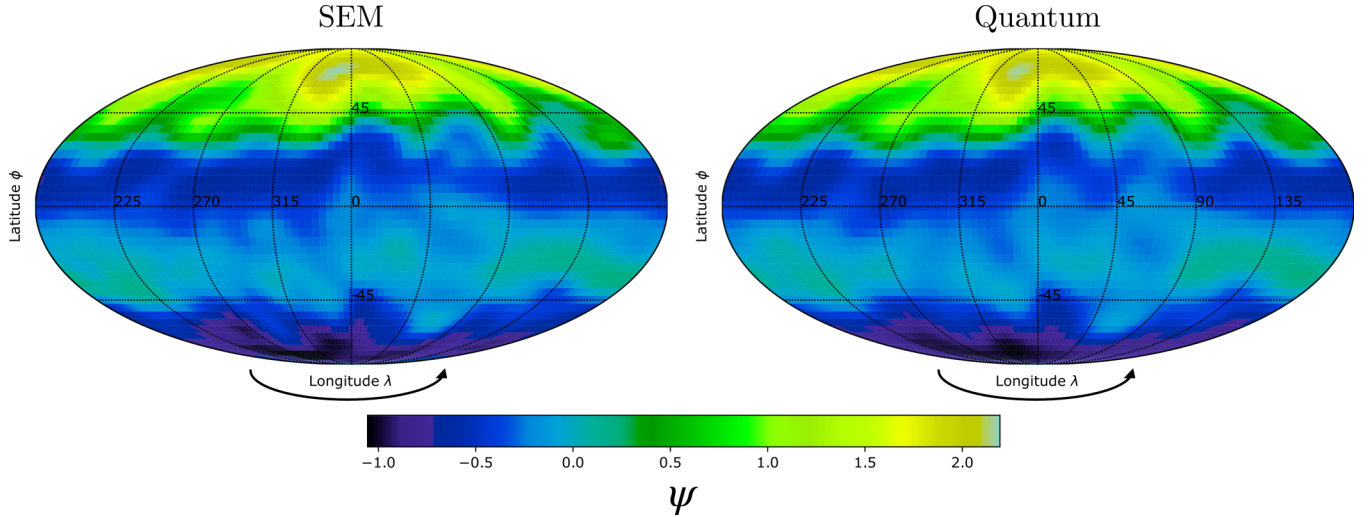 SEM
Quantum
45
45
Latitude ϕ
225 270 315 0
Latitude ϕ
225 270 315 0 45 90 135
-45
-45
Longitude λ
Longitude λ
−1.0 −0.5 0.0 0.5 1.0 1.5 2.0
ψ